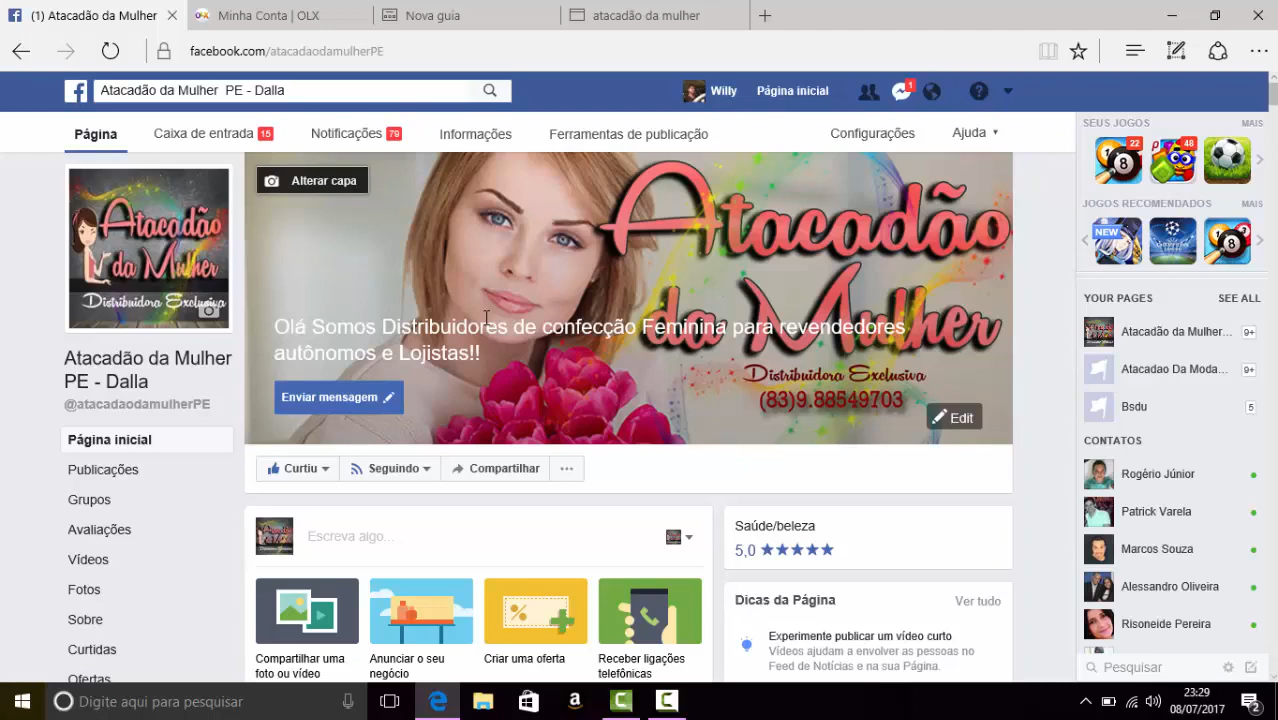 (1) Atacadão da Mulher
Minha Conta | OLX
Nova guia
atacadão da mulher
facebook.com/atacadaodamulherPE
Atacadão da Mulher PE - Dalla
Willy
Página inicial
1
Página
Caixa de entrada 15
Notificações 79
Informações
Ferramentas de publicação
Configurações
Ajuda
SEUS JOGOS
MAIS
22
48
JOGOS RECOMENDADOS
MAIS
NEW
YOUR PAGES
SEE ALL
Atacadão da Mulher... 9+
Atacadao Da Moda... 9+
Bsdu 5
CONTATOS
Rogério Júnior
Patrick Varela
Marcos Souza
Alessandro Oliveira
Risoneide Pereira
Pesquisar
Alterar capa
Atacadão
da Mulher
Distribuidora Exclusiva
(83)9.88549703
Olá Somos Distribuidores de confecção Feminina para revendedores
autônomos e Lojistas!!
Enviar mensagem
Edit
Atacadão
da Mulher
Distribuidora Exclusiva
Atacadão da Mulher
PE - Dalla
@atacadaodamulherPE
Página inicial
Publicações
Grupos
Avaliações
Vídeos
Fotos
Sobre
Curtidas
Ofertas
Curtiu
Seguindo
Compartilhar
Escreva algo...
Compartilhar uma
foto ou vídeo
Anunciar o seu
negócio
Criar uma oferta
Receber ligações
telefônicas
Saúde/beleza
5,0
Dicas da Página
Ver tudo
Experimente publicar um vídeo curto
Vídeos ajudam a envolver as pessoas no
Feed de Notícias e na sua Página.
Digite aqui para pesquisar
23:29
08/07/2017
2